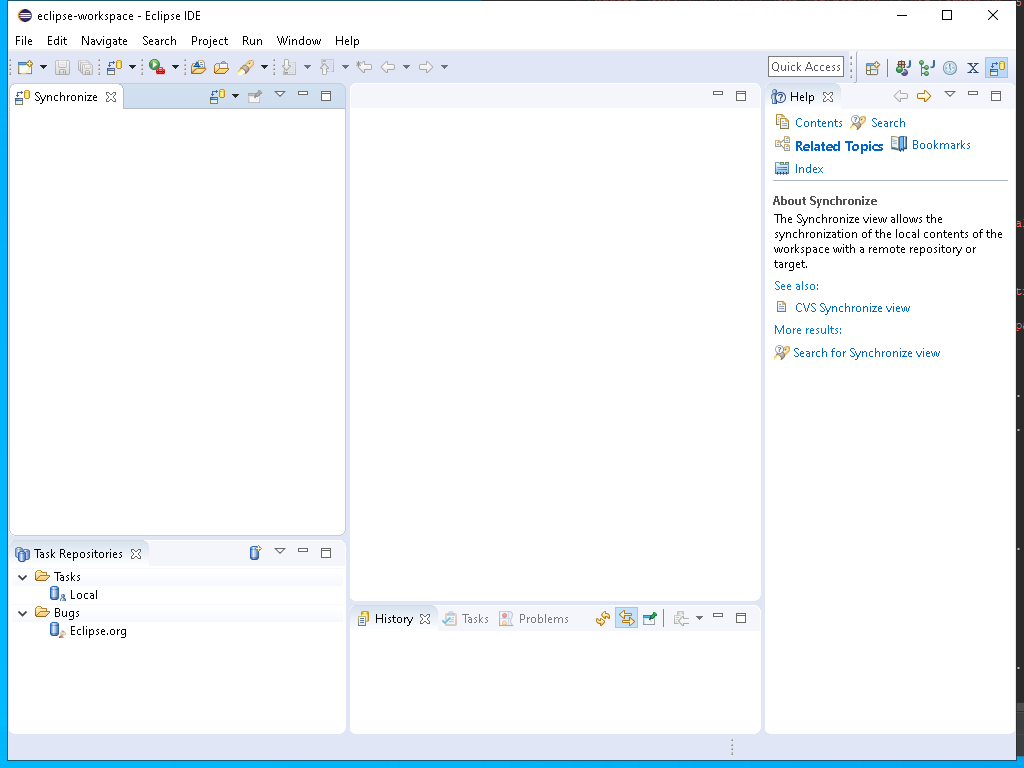 eclipse-workspace - Eclipse IDE
File Edit Navigate Search Project Run Window Help
Quick Access
Synchronize
Help
Contents Search
Related Topics Bookmarks
Index
About Synchronize
The Synchronize view allows the
synchronization of the local contents of the
workspace with a remote repository or
target.
See also:
CVS Synchronize view
More results:
Search for Synchronize view
Task Repositories
Tasks
Local
Bugs
Eclipse.org
History Tasks Problems